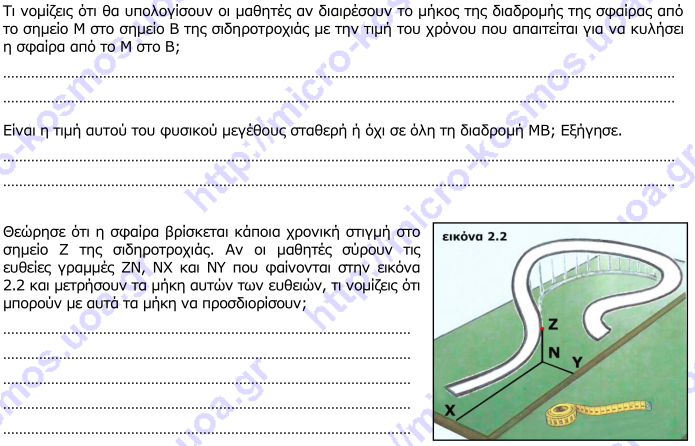 Τι νομίζεις ότι θα υπολογίσουν οι μαθητές αν διαιρέσουν το μήκος της διαδρομής της σφαίρας από
το σημείο Μ στο σημείο Β της σιδηροτροχιάς με την τιμή του χρόνου που απαιτείται για να κυλήσει
η σφαίρα από το Μ στο Β;
Είναι η τιμή αυτού του φυσικού μεγέθους σταθερή ή όχι σε όλη τη διαδρομή ΜΒ; Εξήγησε.
Θεώρησε ότι η σφαίρα βρίσκεται κάποια χρονική στιγμή στο
σημείο Ζ της σιδηροτροχιάς. Αν οι μαθητές σύρουν τις
ευθείες γραμμές ΖΝ, ΝΧ και ΝΥ που φαίνονται στην εικόνα
2.2 και μετρήσουν τα μήκη αυτών των ευθειών, τι νομίζεις ότι
μπορούν με αυτά τα μήκη να προσδιορίσουν;
εικόνα 2.2
Ζ
Ν
Υ
Χ
http://micro-kosmos.uoa.gr